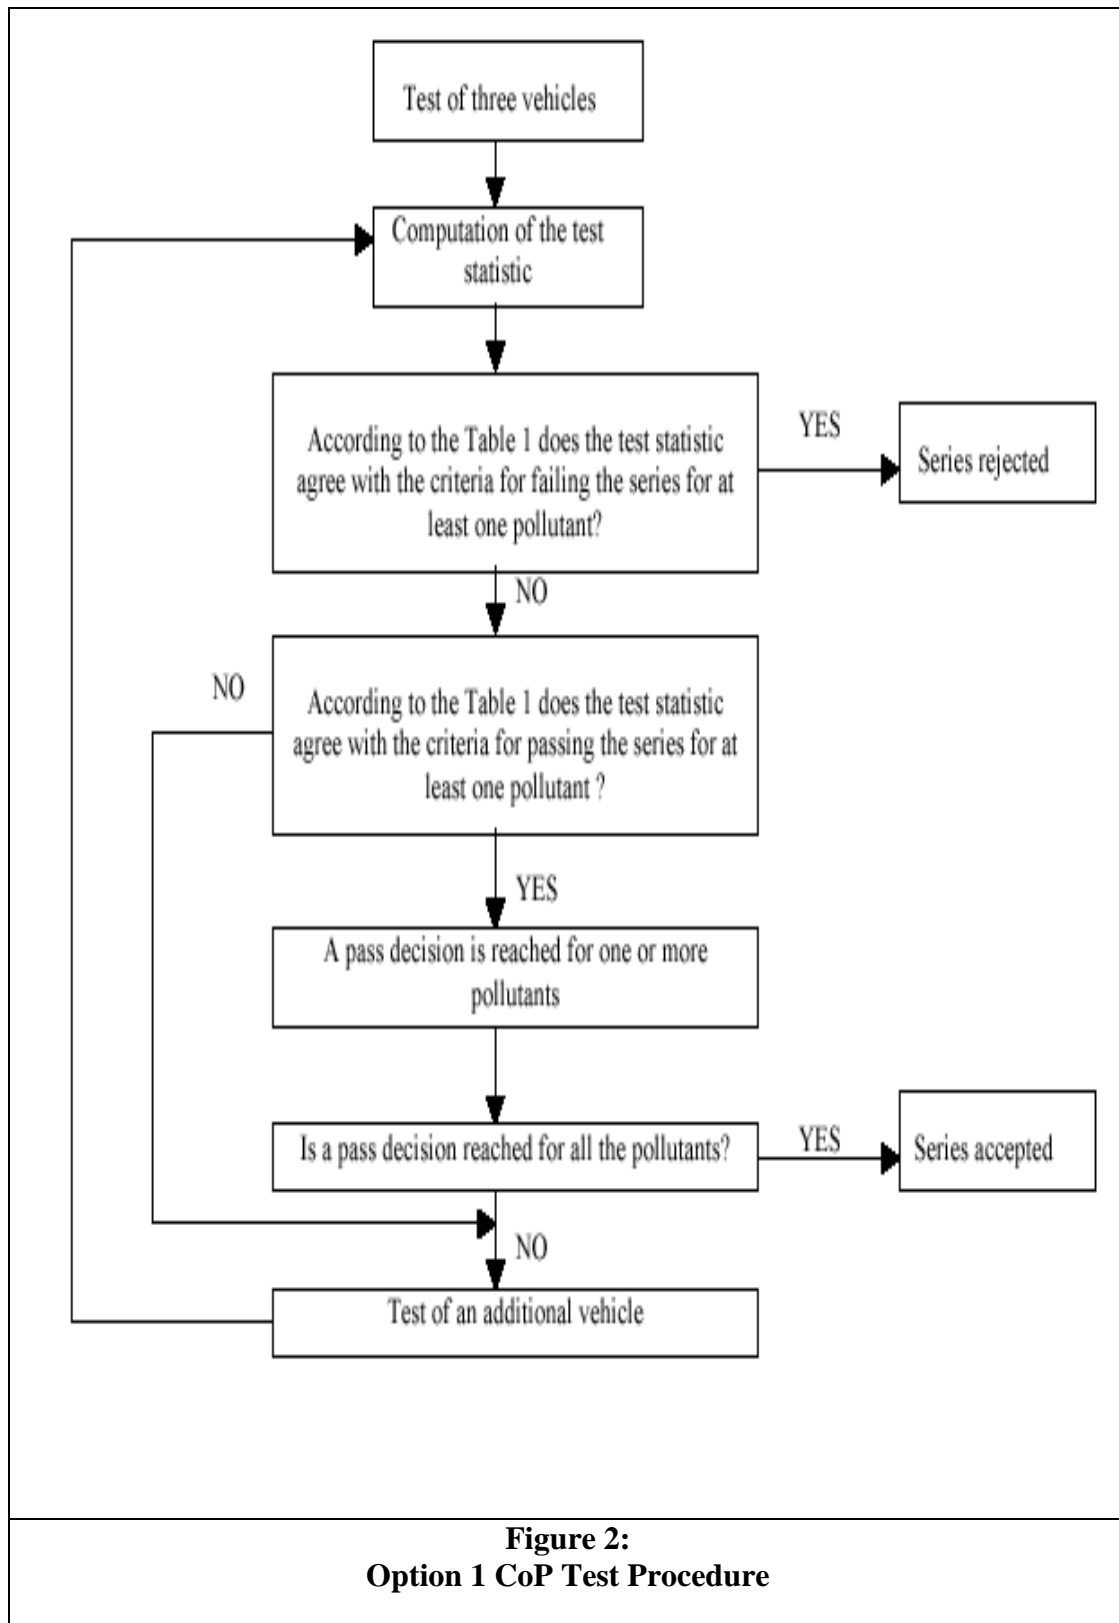 Test of three vehicles
Computation of the test
statistic
According to the Table 1 does the test statistic
agree with the criteria for failing the series for at
least one pollutant?
YES
Series rejected
NO
NO
According to the Table 1 does the test statistic
agree with the criteria for passing the series for at
least one pollutant ?
YES
A pass decision is reached for one or more
pollutants
Is a pass decision reached for all the pollutants?
YES
Series accepted
NO
Test of an additional vehicle
Figure 2:
Option 1 CoP Test Procedure